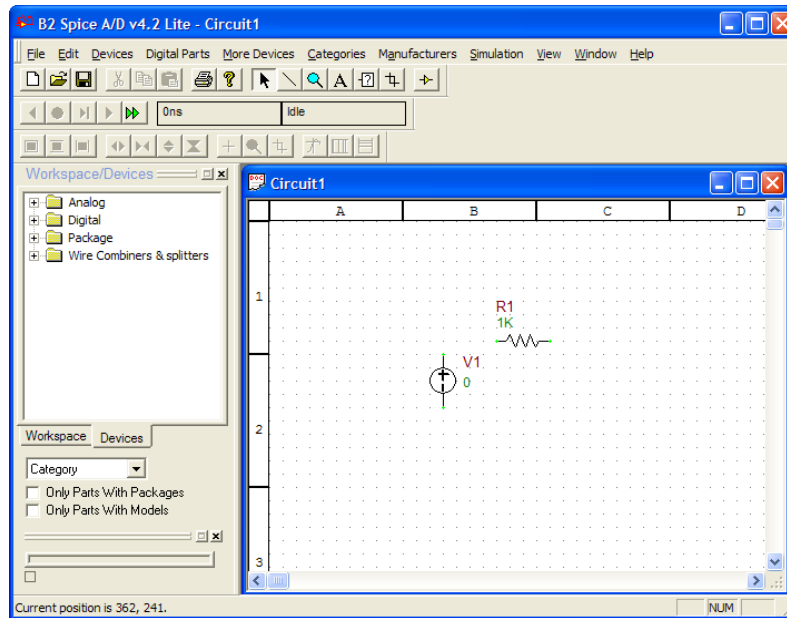 B2 Spice A/D v4.2 Lite - Circuit1
File Edit Devices Digital Parts More Devices Categories Manufacturers Simulation View Window Help
0ns Idle
Workspace/Devices
Analog
Digital
Package
Wire Combiners & splitters
Workspace Devices
Category
Only Parts With Packages
Only Parts With Models
Circuit1
A B C D
1
R1
1K
V1
0
2
3
Current position is 362, 241.
NUM